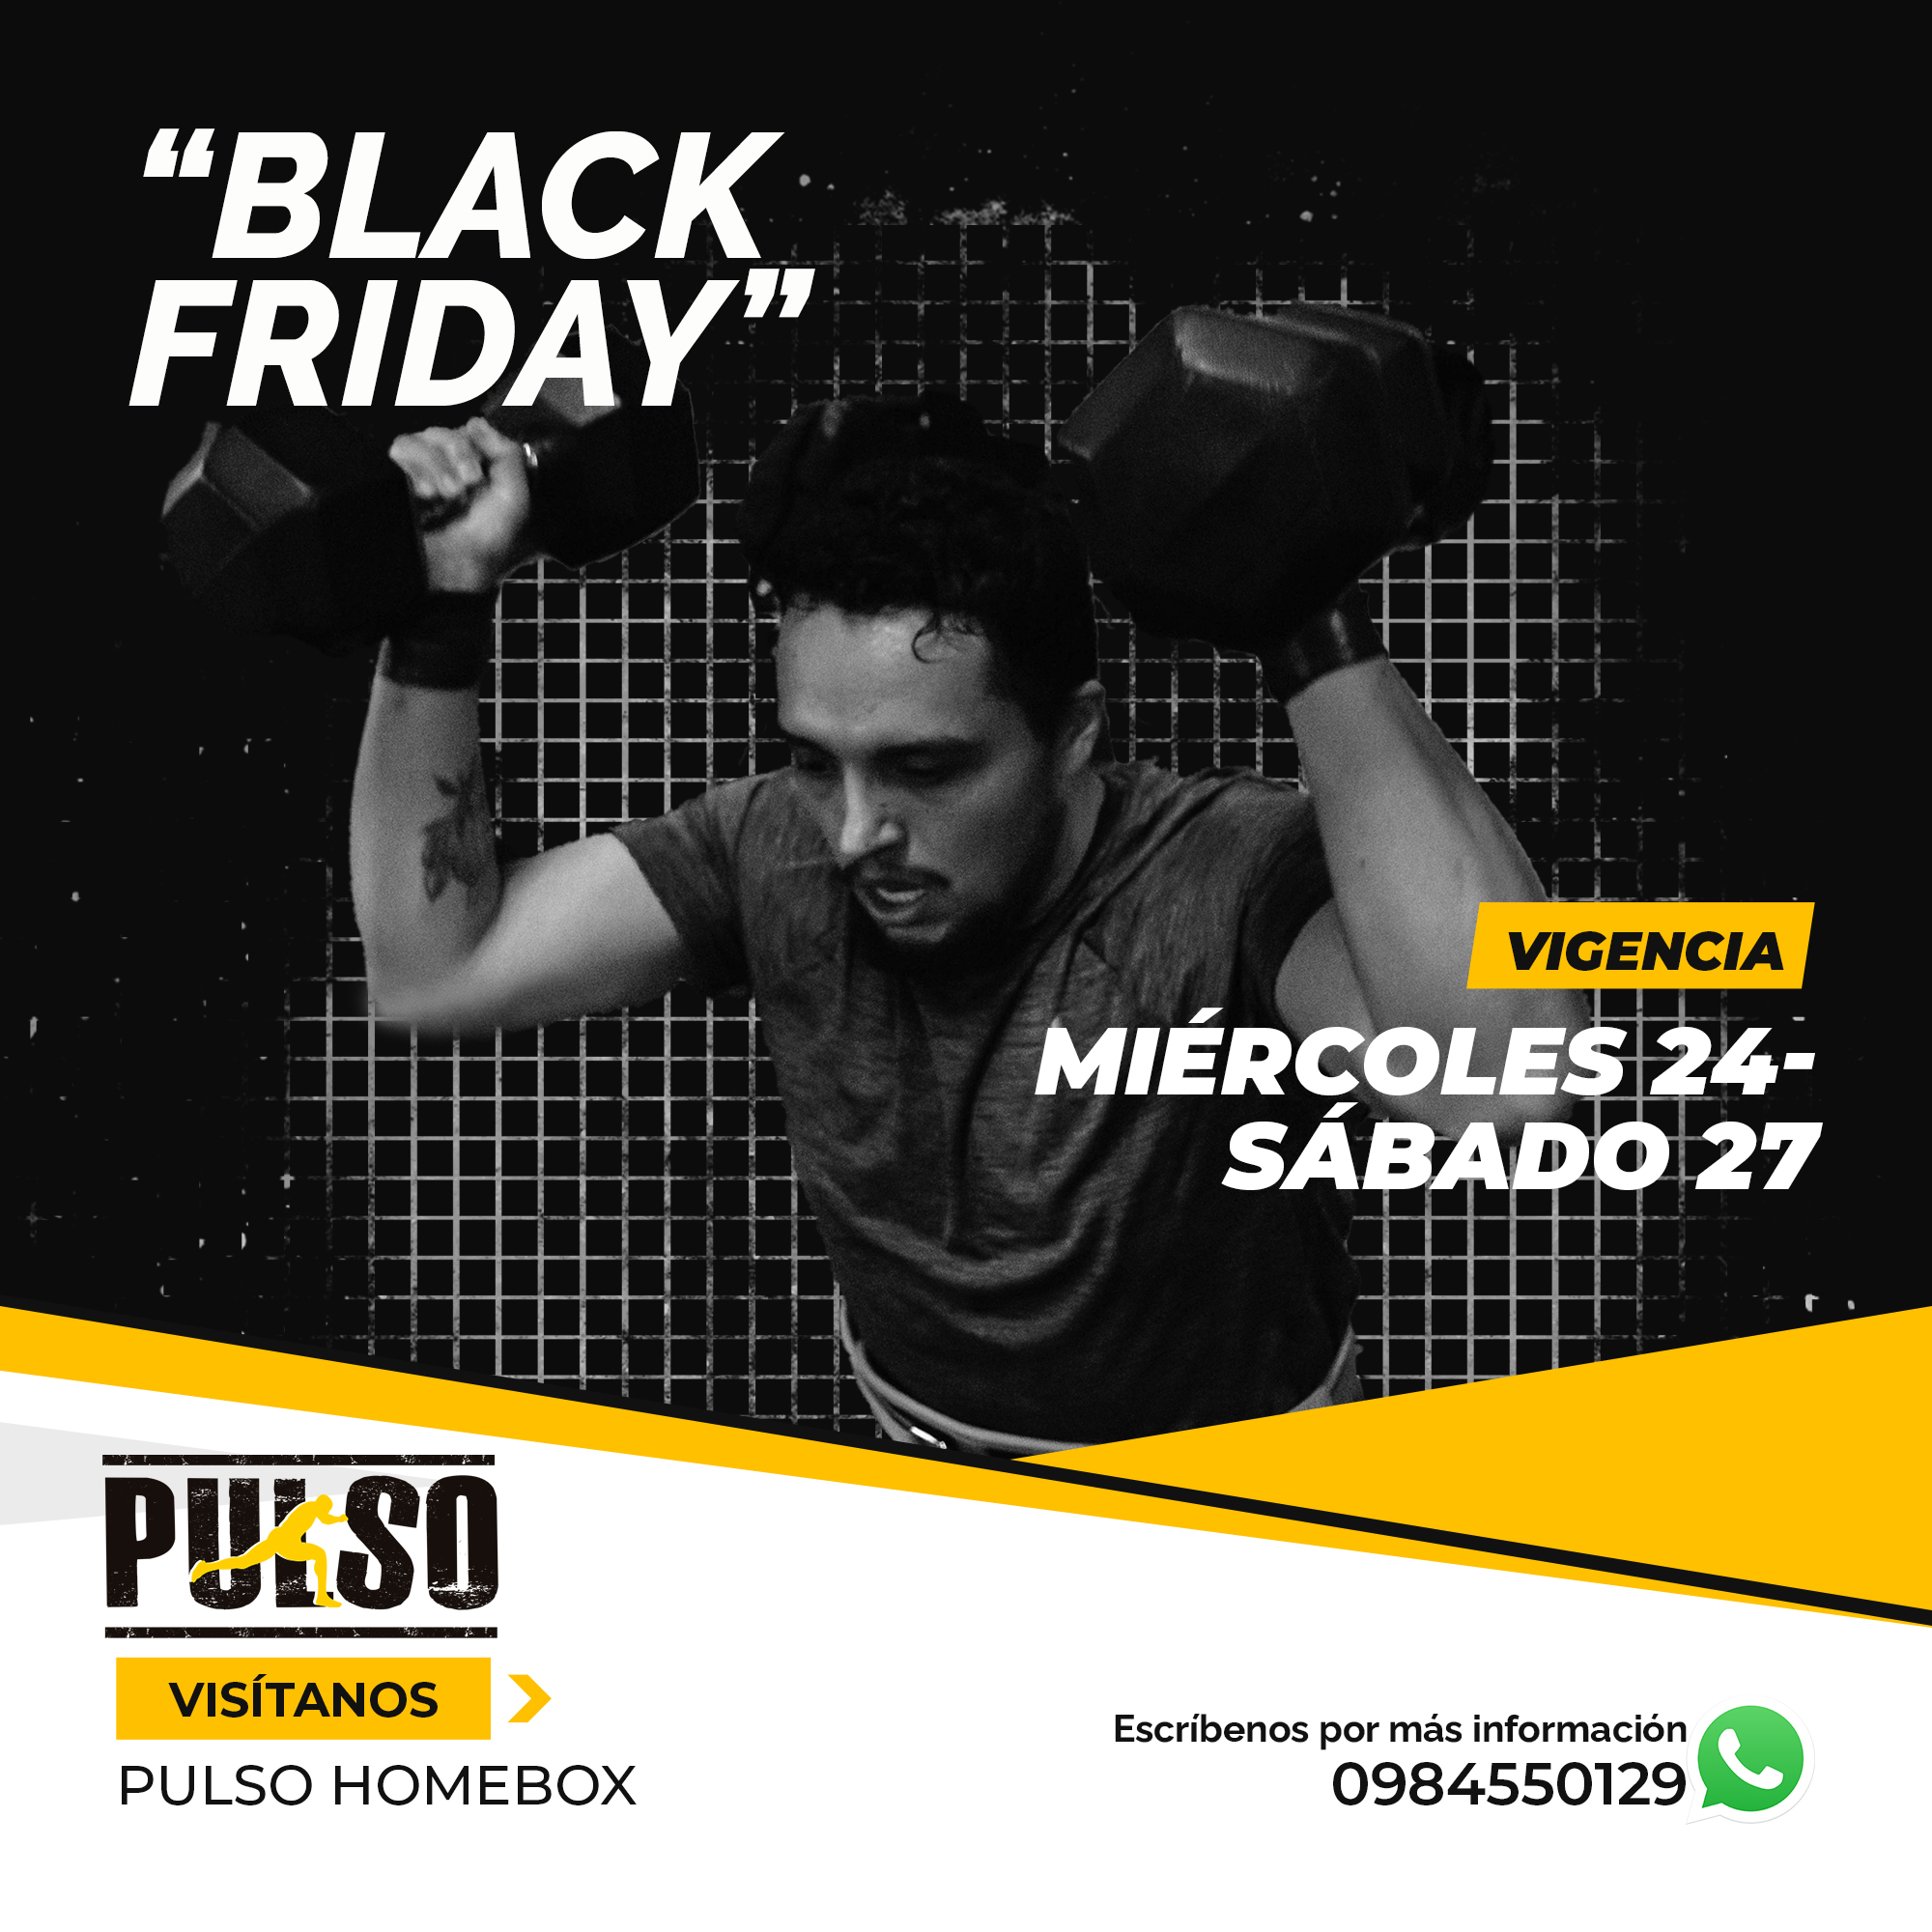 “BLACK
FRIDAY”
VIGENCIA
MIÉRCOLES 24-
SÁBADO 27
PULSO
VISÍTANOS
PULSO HOMEBOX
Escríbenos por más información
0984550129